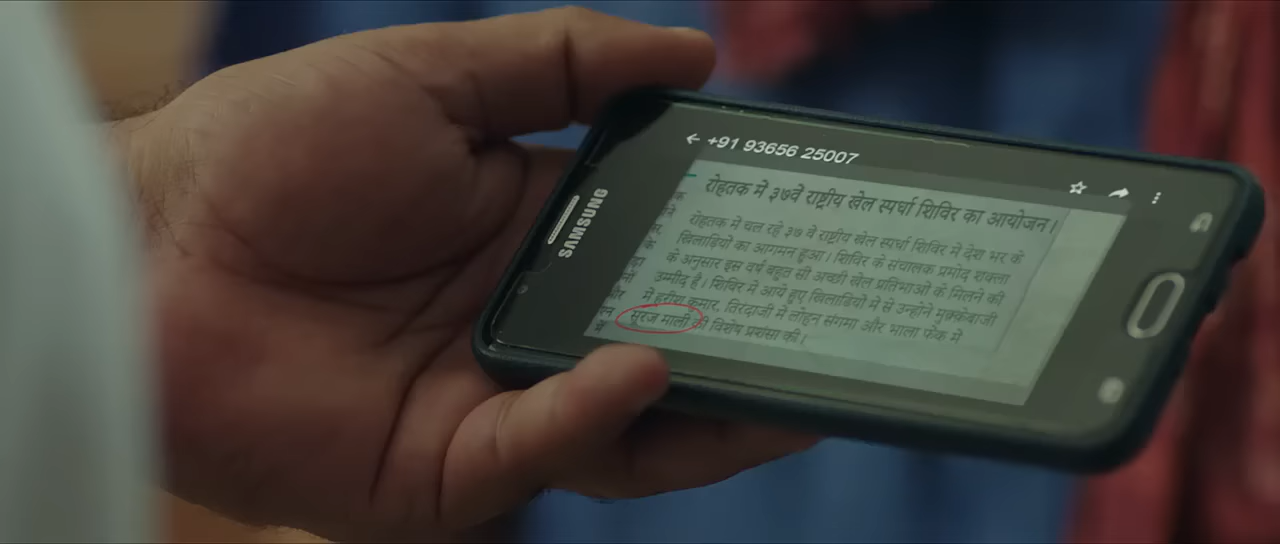 SAMSUNG
+91 93656 25007
रोहतक में ३७वे राष्ट्रीय खेल स्पर्धा शिविर का आयोजन।
रोहतक में चल रहे ३७ वे राष्ट्रीय खेल स्पर्धा शिविर में देश भर के
खिलाडियों का आगमन हुआ। शिविर के संचालक प्रमोद शुक्ला
के अनुसार इस वर्ष बहुत सी अच्छी खेल प्रतिभाओं के मिलने की
उम्मीद है। शिविर में आये हुए खिलाडियों में से उन्होने मुक्केबाजी
में हरीश कुमार, तिरंदाजी में लोहन संगमा और भाला फेक में
सूरज माली की विशेष प्रशंसा की।